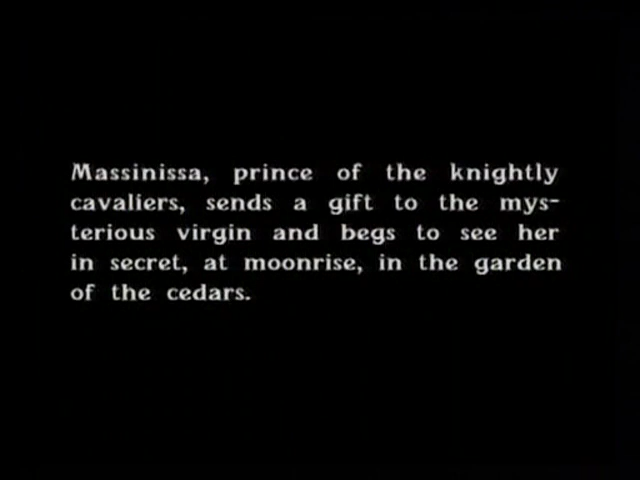 Massinissa, prince of the knightly
cavaliers, sends a gift to the mys-
terious virgin and begs to see her
in secret, at moonrise, in the garden
of the cedars.